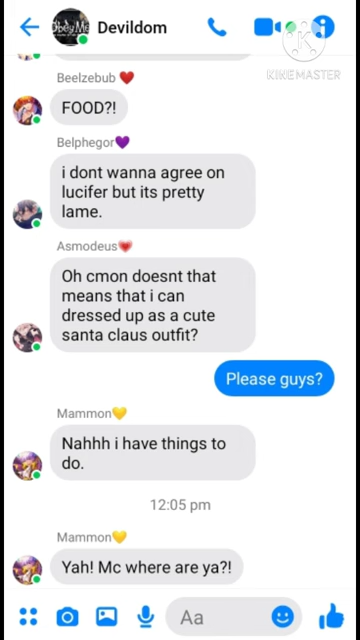 Obey Me
Devildom
KINEMASTER
Beelzebub❤️
FOOD?!
Belphegor💜
i dont wanna agree on
lucifer but its pretty
lame.
Asmodeus💗
Oh cmon doesnt that
means that i can
dressed up as a cute
santa claus outfit?
Please guys?
Mammon💛
Nahhh i have things to
do.
12:05 pm
Mammon💛
Yah! Mc where are ya?!
Aa